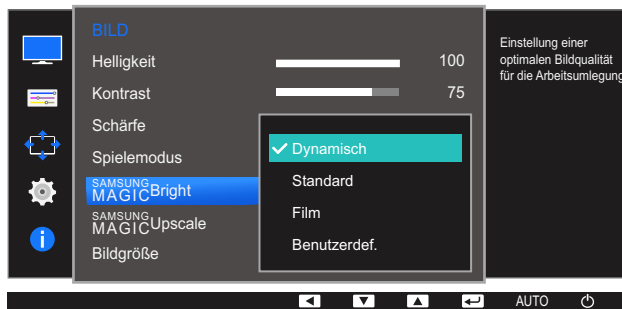 BILD
Helligkeit 100
Kontrast 75
Schärfe
Spielemodus
SAMSUNG MAGICBright
SAMSUNG MAGICUpscale
Bildgröße
Dynamisch
Standard
Film
Benutzerdef.
Einstellung einer
optimalen Bildqualität
für die Arbeitsumlegung
AUTO